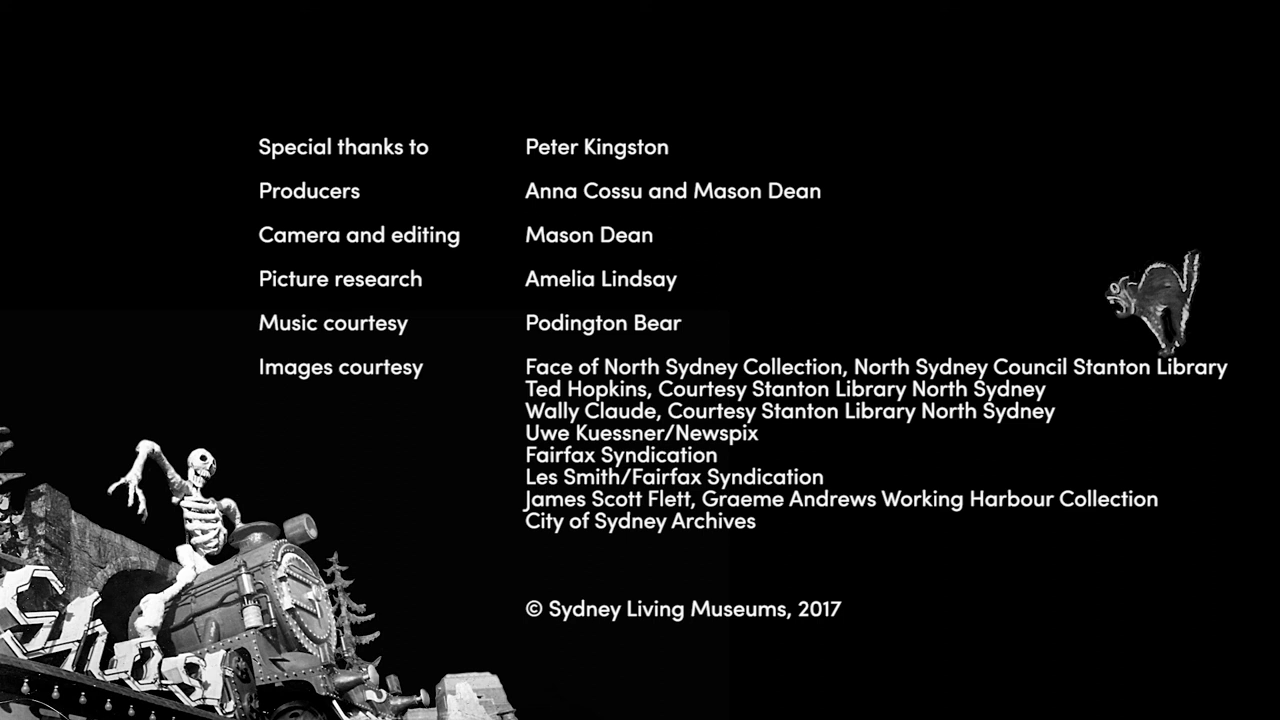 Special thanks to Peter Kingston
Producers Anna Cossu and Mason Dean
Camera and editing Mason Dean
Picture research Amelia Lindsay
Music courtesy Podington Bear
Images courtesy Face of North Sydney Collection, North Sydney Council Stanton Library
Ted Hopkins, Courtesy Stanton Library North Sydney
Wally Claude, Courtesy Stanton Library North Sydney
Uwe Kuessner/Newspix
Fairfax Syndication
Les Smith/Fairfax Syndication
James Scott Flett, Graeme Andrews Working Harbour Collection
City of Sydney Archives
© Sydney Living Museums, 2017
Ghost